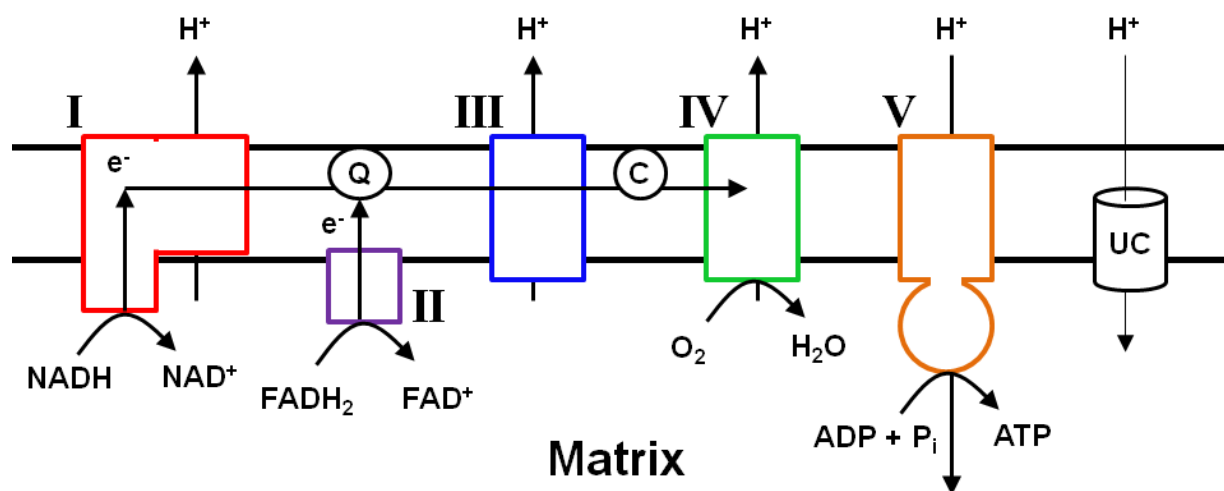 H⁺ H⁺ H⁺ H⁺ H⁺
I III IV V
e⁻ Q C
e⁻ UC
II
NADH NAD⁺ FADH₂ FAD⁺ O₂ H₂O
ADP + Pᵢ ATP
Matrix